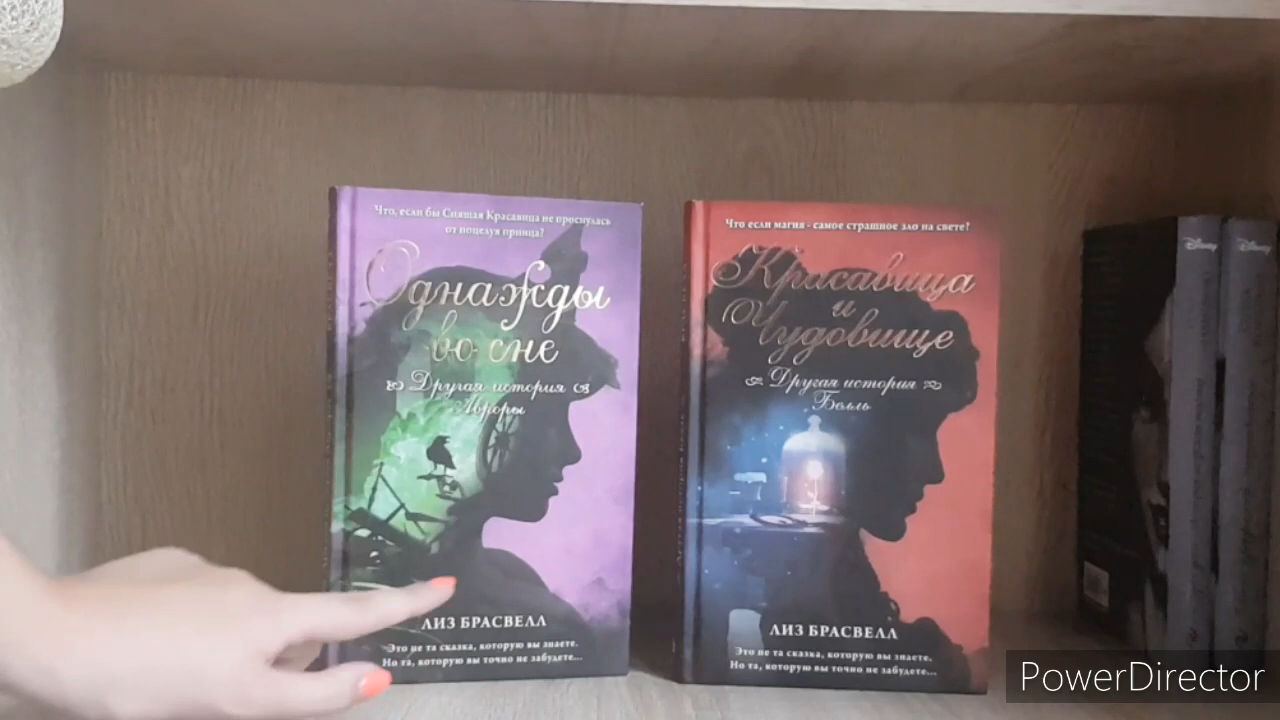 Что, если бы Спящая Красавица не проснулась
от поцелуя принца?
Однажды
во сне
Другая история
Авроры
ЛИЗ БРАСВЕЛЛ
Это не та сказка, которую вы знаете.
Но та, которую вы точно не забудете...
Что если магия - самое страшное зло на свете?
Красавица
и
Чудовище
Другая история
Белль
ЛИЗ БРАСВЕЛЛ
Это не та сказка, которую вы знаете.
Но та, которую вы точно не забудете...
Disney
Disney
PowerDirector